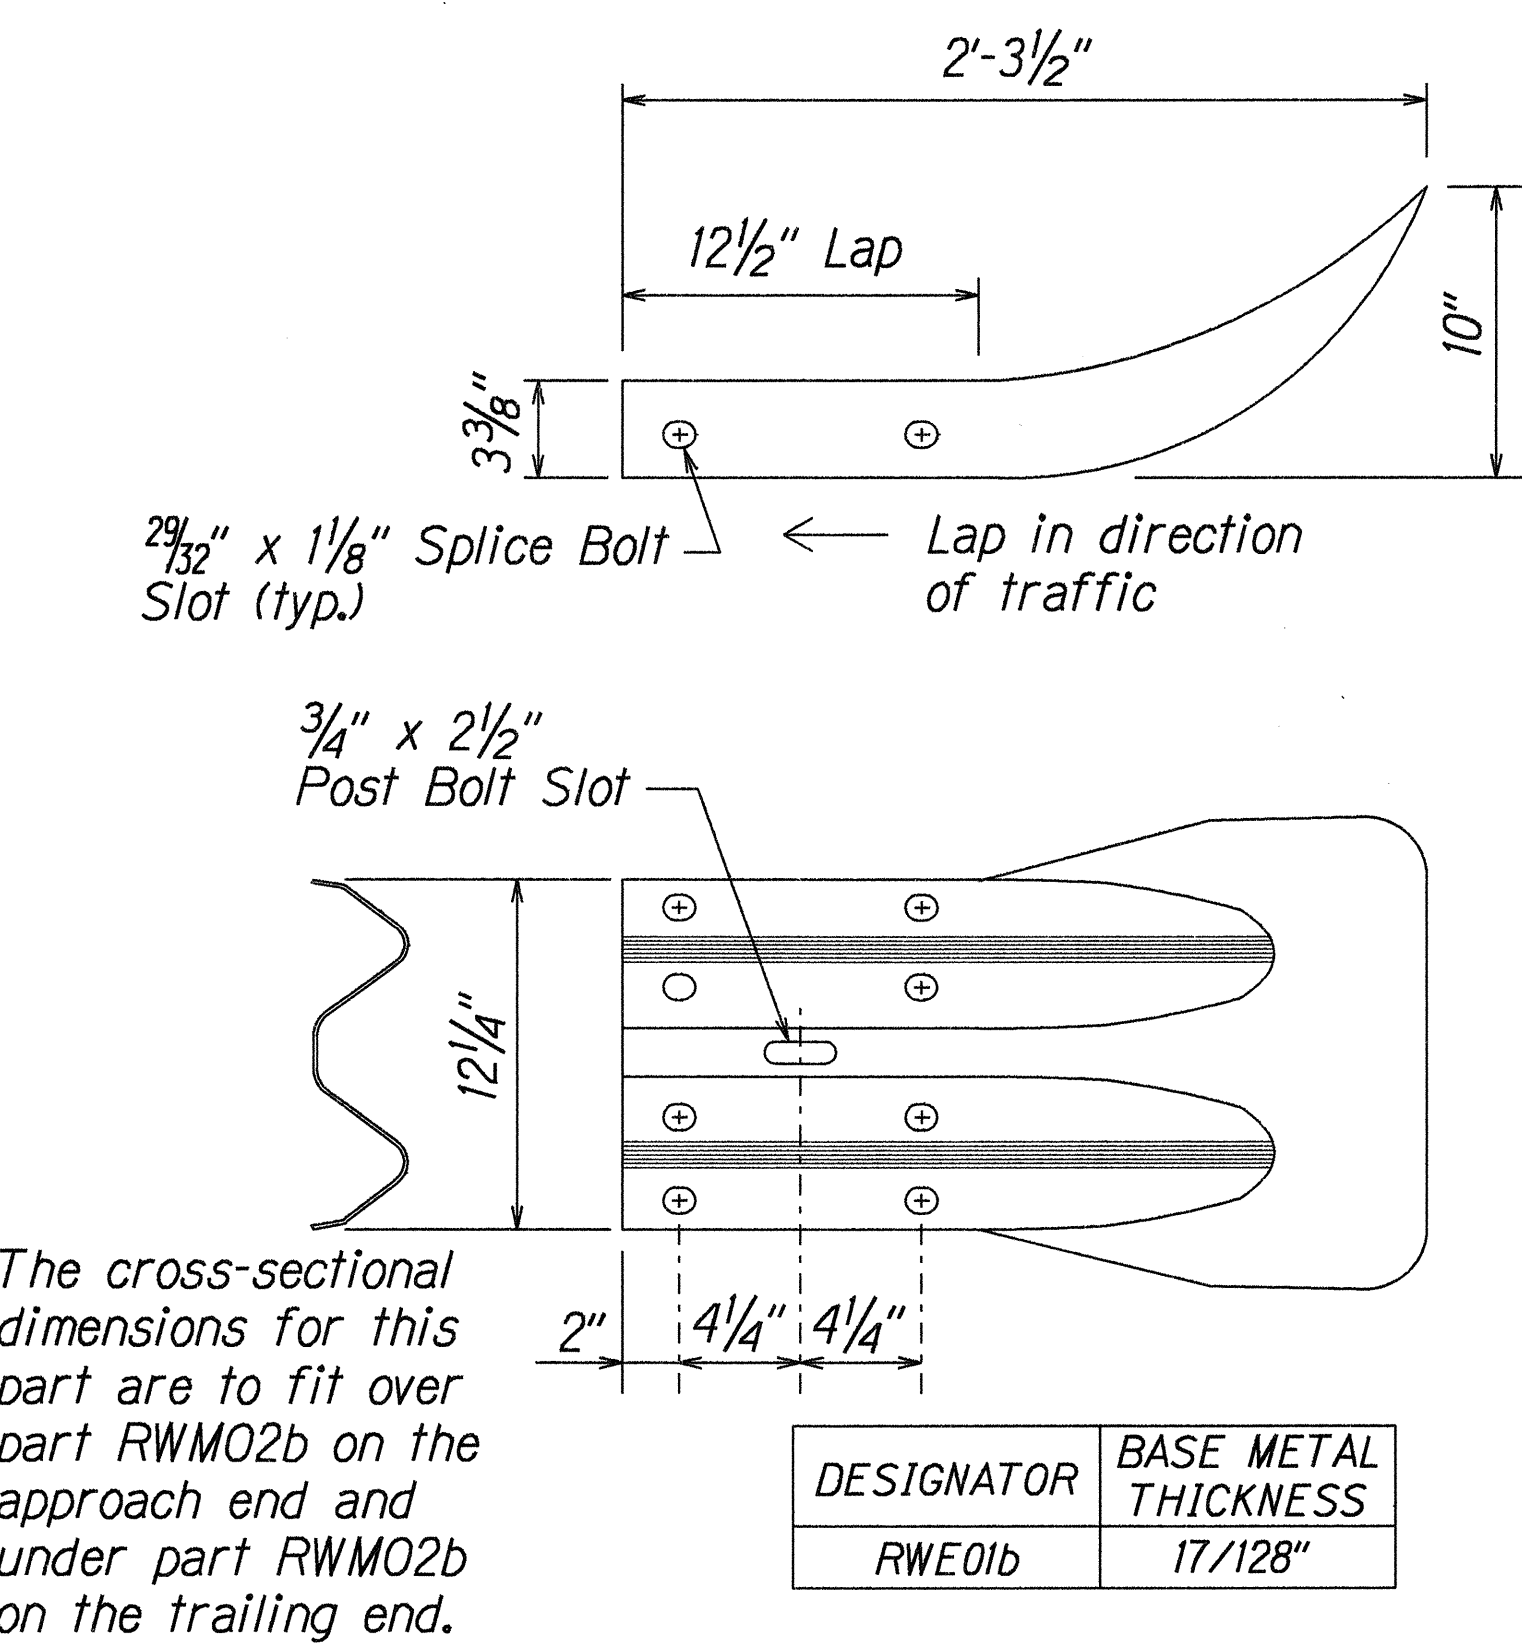 2'-3½"
12½" Lap
10"
3⅜"
29/32" x 1⅛" Splice Bolt
Slot (typ.)
Lap in direction
of traffic
¾" x 2½"
Post Bolt Slot
12¼"
2"
4¼"
4¼"
The cross-sectional
dimensions for this
part are to fit over
part RWM02b on the
approach end and
under part RWM02b
on the trailing end.
DESIGNATOR
BASE METAL
THICKNESS
RWE01b
17/128"